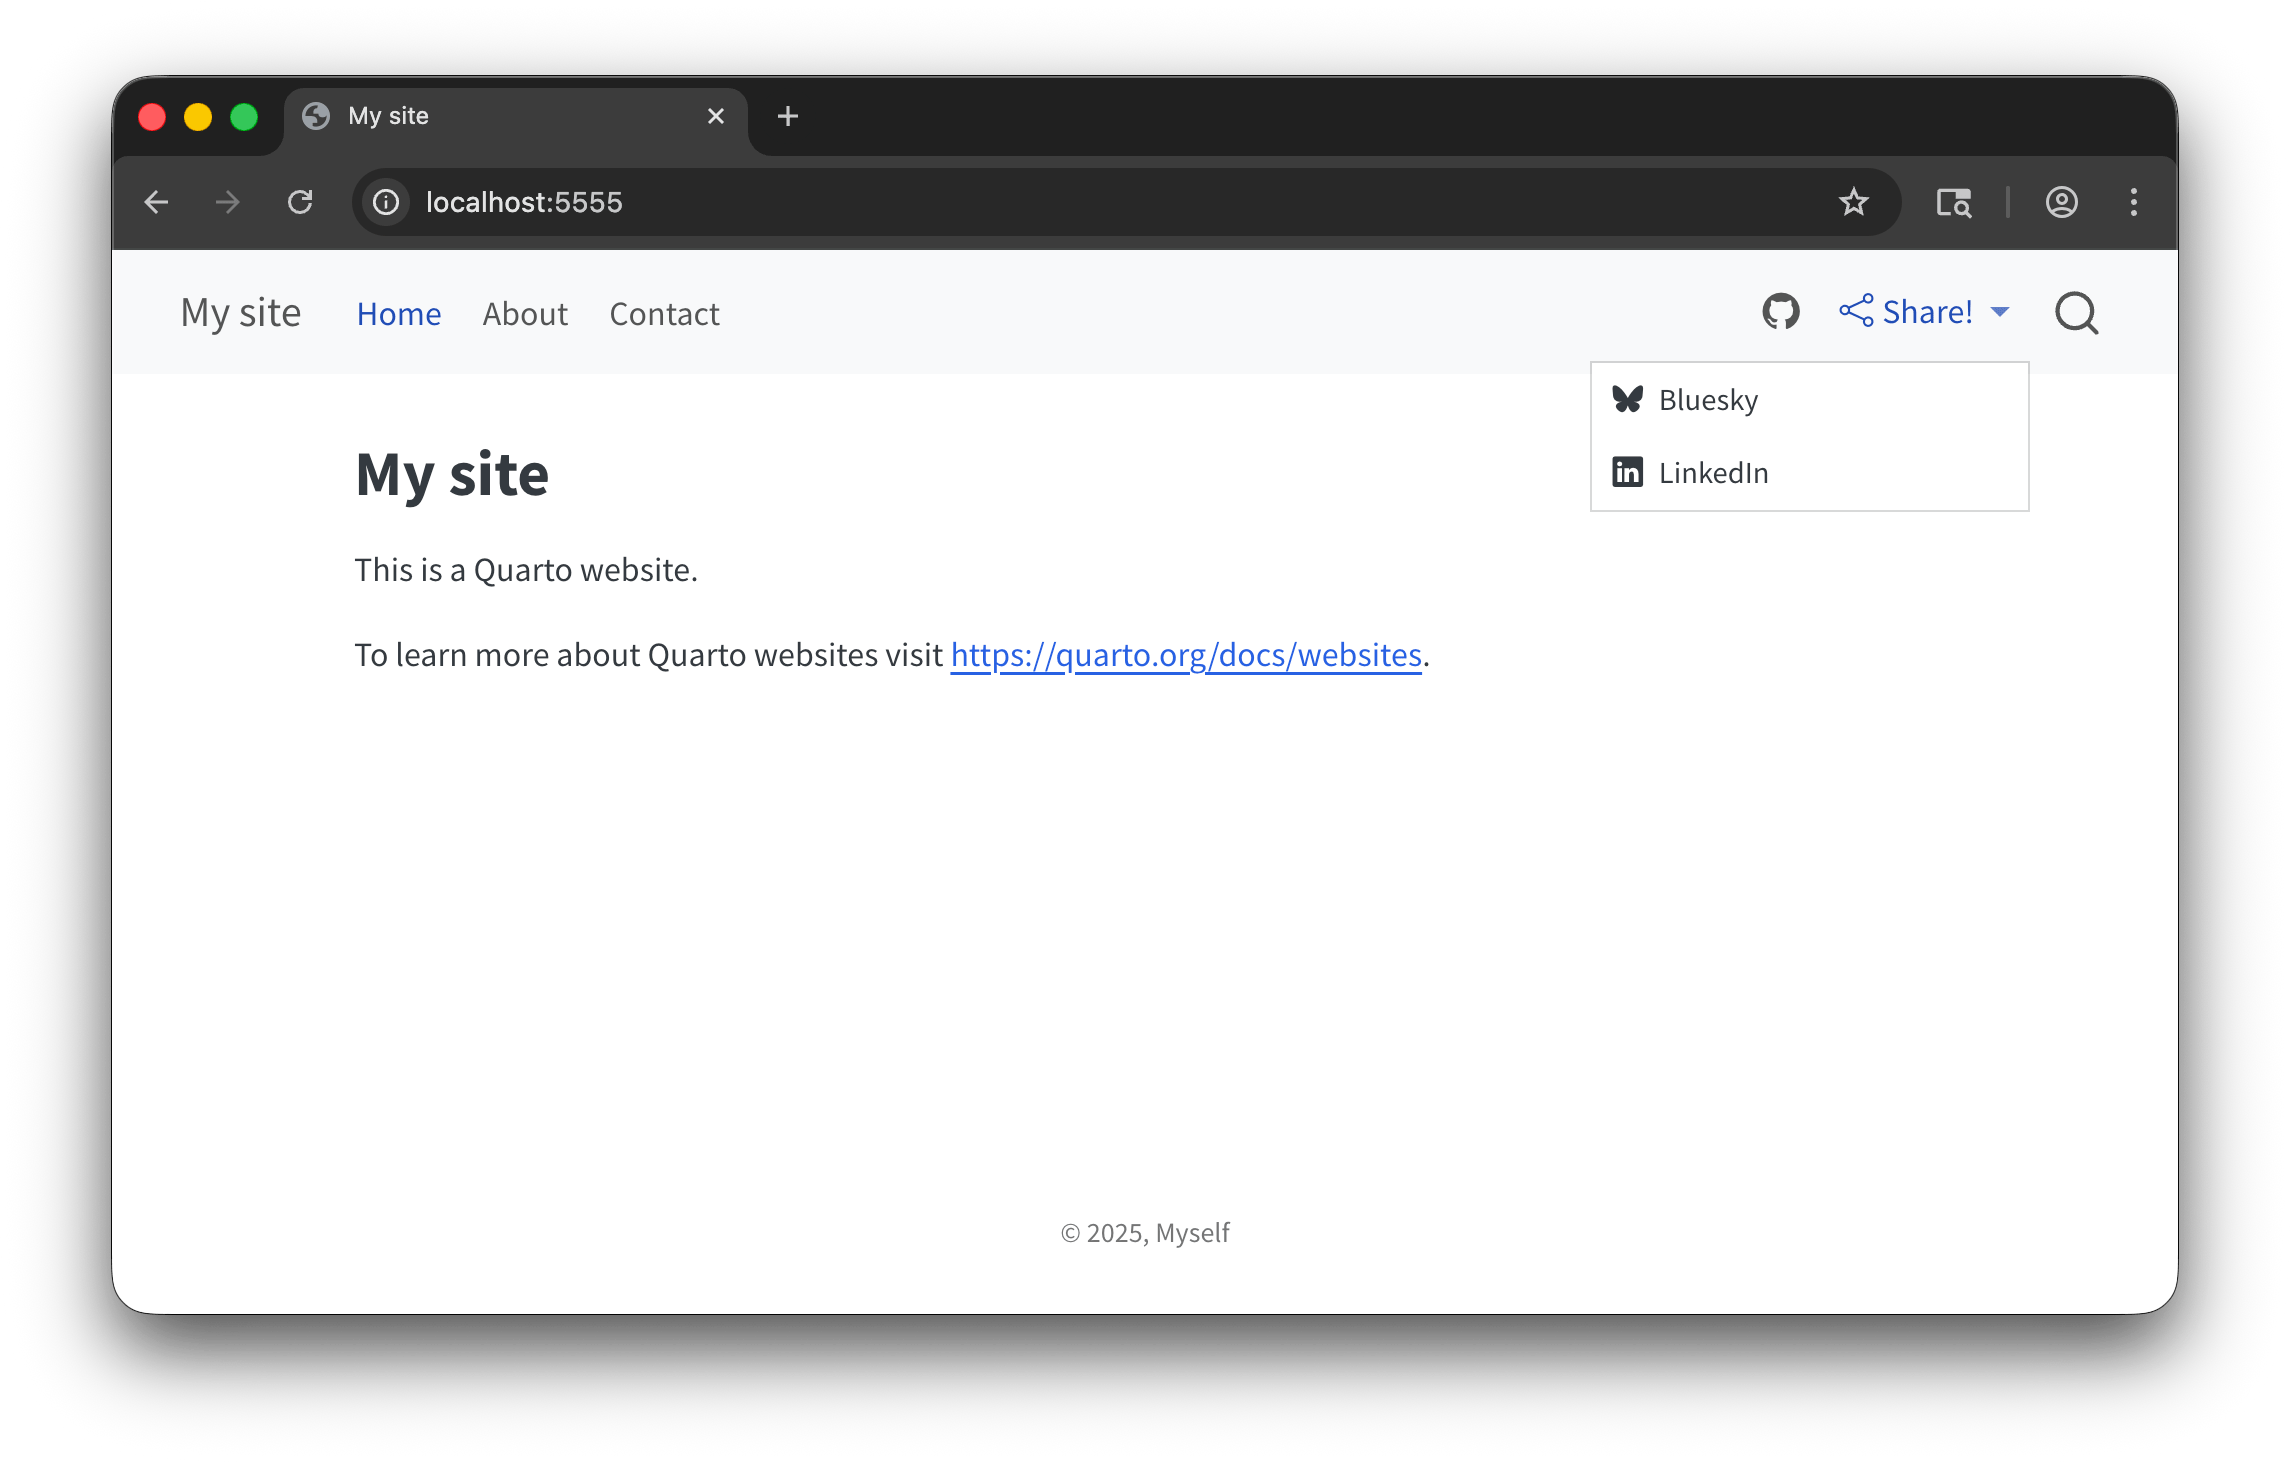 My site
localhost:5555
My site Home About Contact Share!
Bluesky
LinkedIn
My site
This is a Quarto website.
To learn more about Quarto websites visit https://quarto.org/docs/websites.
© 2025, Myself